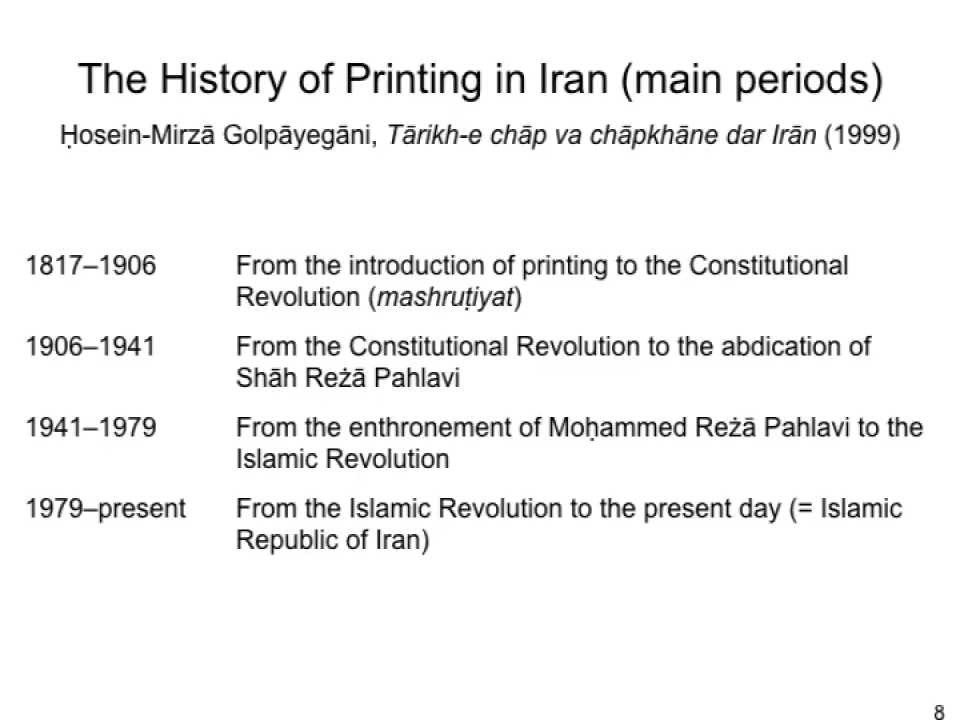 The History of Printing in Iran (main periods)
Ḥosein-Mirzā Golpāyegāni, Tārikh-e chāp va chāpkhāne dar Irān (1999)
1817–1906 From the introduction of printing to the Constitutional
Revolution (mashruṭiyat)
1906–1941 From the Constitutional Revolution to the abdication of
Shāh Reżā Pahlavi
1941–1979 From the enthronement of Moḥammed Reżā Pahlavi to the
Islamic Revolution
1979–present From the Islamic Revolution to the present day (= Islamic
Republic of Iran)
8